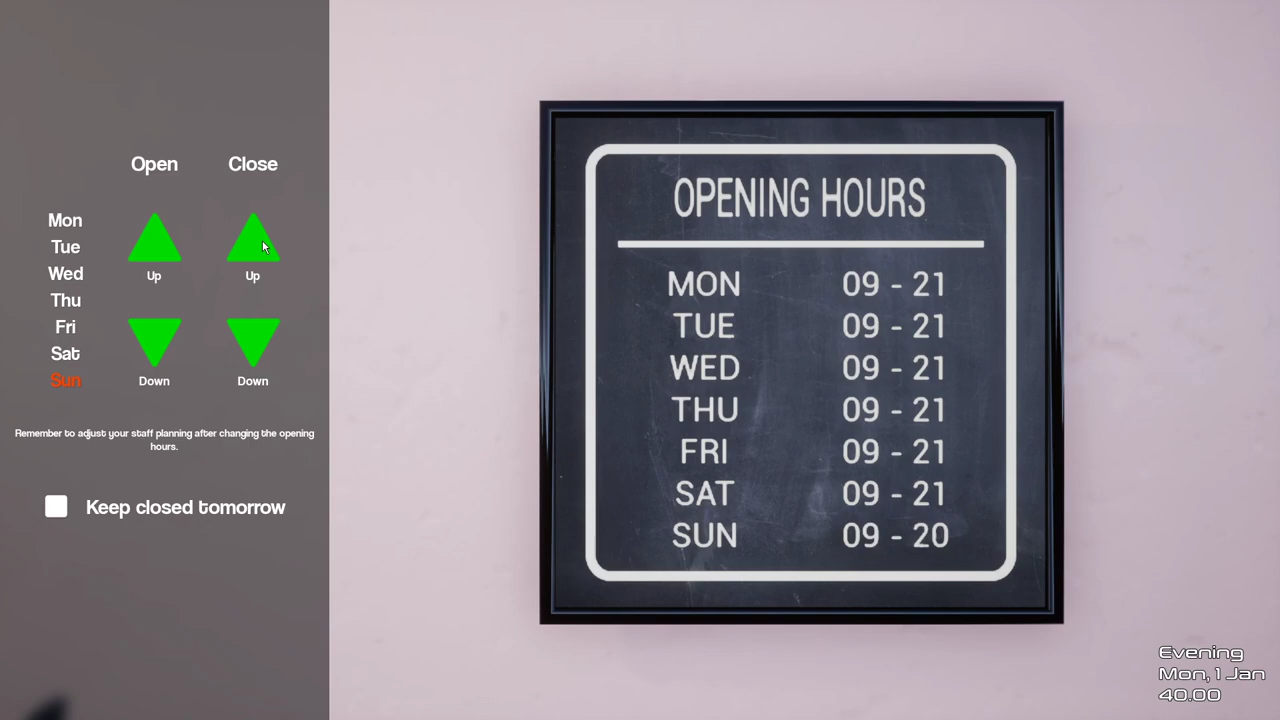 Open Close
Mon
Tue
Wed
Thu
Fri
Sat
Sun
Up Up
Down Down
Remember to adjust your staff planning after changing the opening
hours.
Keep closed tomorrow
OPENING HOURS
MON 09 - 21
TUE 09 - 21
WED 09 - 21
THU 09 - 21
FRI 09 - 21
SAT 09 - 21
SUN 09 - 20
Evening
Mon, 1 Jan
40.00